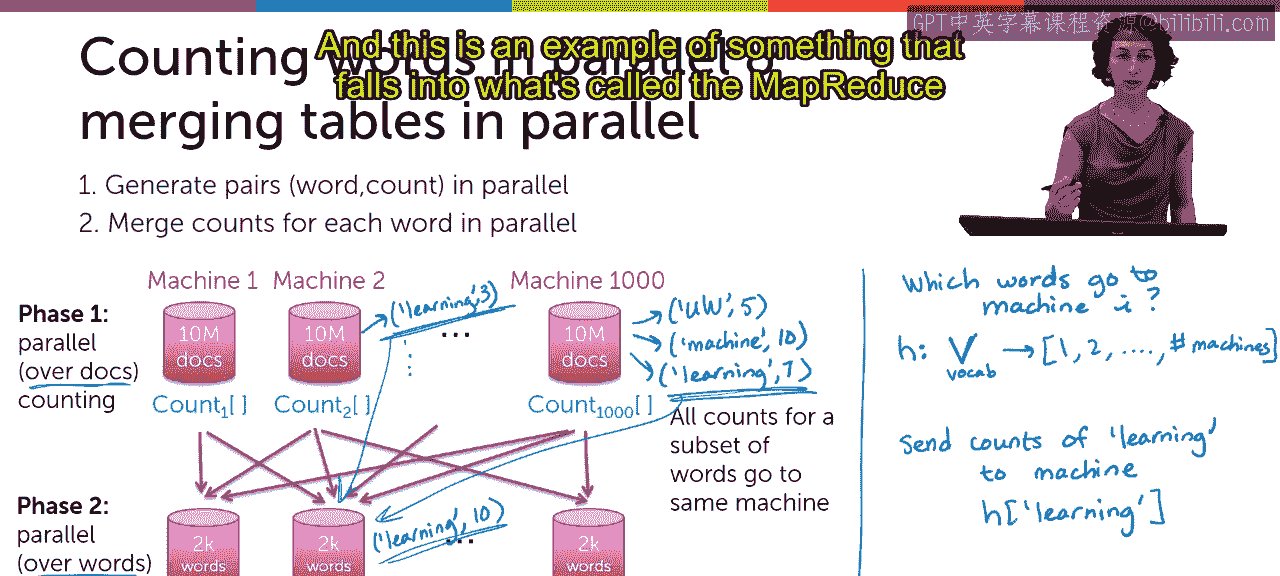 GPT中英字幕课程资源@bilibili.com
And this is an example of something that
falls into what's called the MapReduce
Counting words in parallel &
merging tables in parallel
1. Generate pairs (word,count) in parallel
2. Merge counts for each word in parallel
Machine 1 Machine 2 Machine 1000
Phase 1:
parallel
(over docs)
counting
10M
docs
10M
docs
('learning',3)
...
10M
docs
('UW', 5)
('machine', 10)
('learning', 7)
Count1[ ] Count2[ ] Count1000[ ]
All counts for a
subset of
words go to
same machine
Phase 2:
parallel
(over words)
2k
words
2k
words
('learning', 10)
...
2k
words
Which words go to
machine i?
h: V → [1, 2, ...., # machines]
vocab
Send counts of 'learning'
to machine
h['learning']